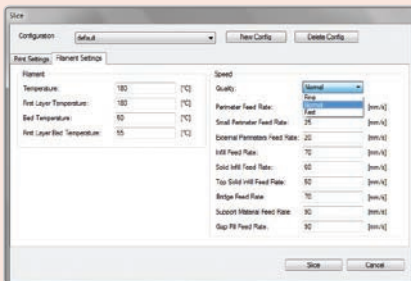 Slice
Configuration: default New Config Delete Config
Print Settings Filament Settings
Filament
Temperature: 180 [°C]
First Layer Temperature: 180 [°C]
Bed Temperature: 50 [°C]
First Layer Bed Temperature: 55 [°C]
Speed
Quality: Normal
Fine
Normal
Fast
Perimeter Feed Rate: [mm/s]
Small Perimeter Feed Rate: 25 [mm/s]
External Perimeters Feed Rate: 20 [mm/s]
Infill Feed Rate: 70 [mm/s]
Solid Infill Feed Rate: 60 [mm/s]
Top Solid Infill Feed Rate: 50 [mm/s]
Bridge Feed Rate: 70 [mm/s]
Support Material Feed Rate: 90 [mm/s]
Gap Fill Feed Rate: 90 [mm/s]
Slice Cancel